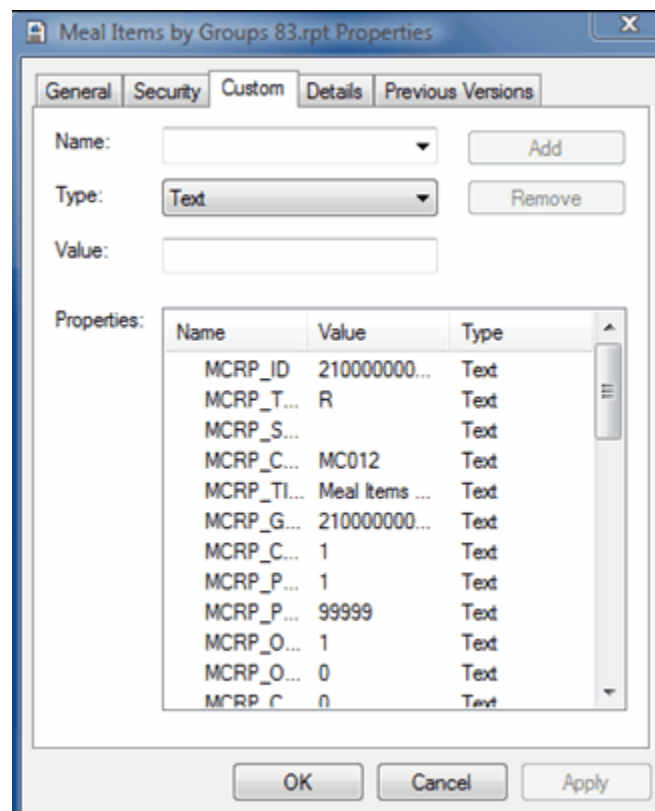 Meal Items by Groups 83.rpt Properties
General Security Custom Details Previous Versions
Name: Add
Type: Text Remove
Value:
Properties: Name Value Type
MCRP_ID 210000000... Text
MCRP_T... R Text
MCRP_S... Text
MCRP_C... MC012 Text
MCRP_TI... Meal Items ... Text
MCRP_G... 210000000... Text
MCRP_C... 1 Text
MCRP_P... 1 Text
MCRP_P... 99999 Text
MCRP_O... 1 Text
MCRP_O... 0 Text
MCRP_C 0 Text
OK Cancel Apply